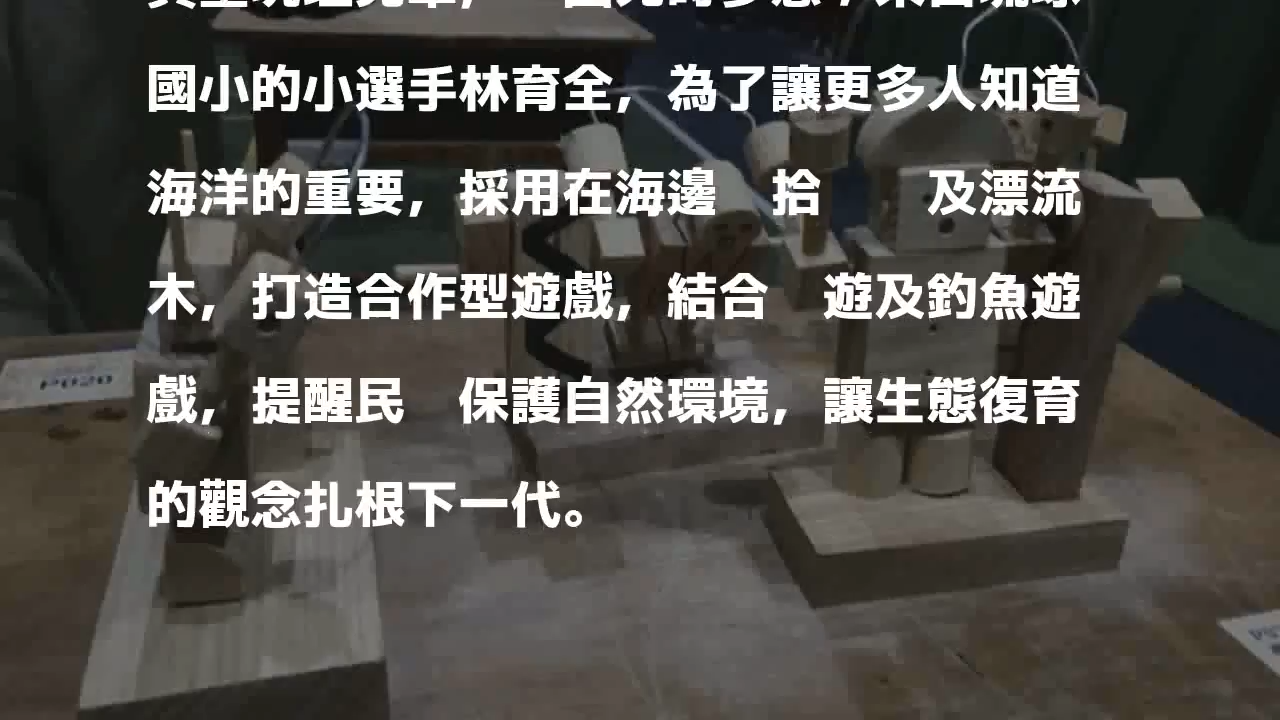 國小的小選手林育全，為了讓更多人知道
海洋的重要，採用在海邊　拾　　及漂流
木，打造合作型遊戲，結合　遊及釣魚遊
戲，提醒民　保護自然環境，讓生態復育
的觀念扎根下一代。